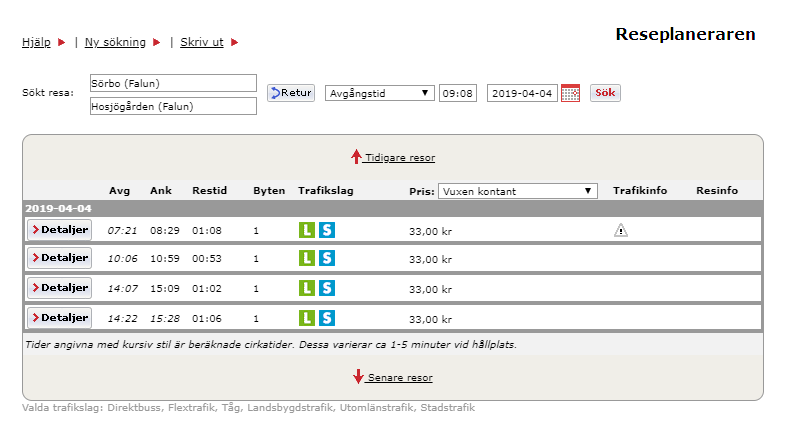 Reseplaneraren
Hjälp | Ny sökning | Skriv ut
Sökt resa: Sörbo (Falun) Retur Avgångstid 09:08 2019-04-04 Sök
Hosjögården (Falun)
Tidigare resor
Avg Ank Restid Byten Trafikslag Pris: Vuxen kontant Trafikinfo Resinfo
2019-04-04
Detaljer 07:21 08:29 01:08 1 L S 33,00 kr
Detaljer 10:06 10:59 00:53 1 L S 33,00 kr
Detaljer 14:07 15:09 01:02 1 L S 33,00 kr
Detaljer 14:22 15:28 01:06 1 L S 33,00 kr
Tider angivna med kursiv stil är beräknade cirkatider. Dessa varierar ca 1-5 minuter vid hållplats.
Senare resor
Valda trafikslag: Direktbuss, Flextrafik, Tåg, Landsbygdstrafik, Utomlänstrafik, Stadstrafik